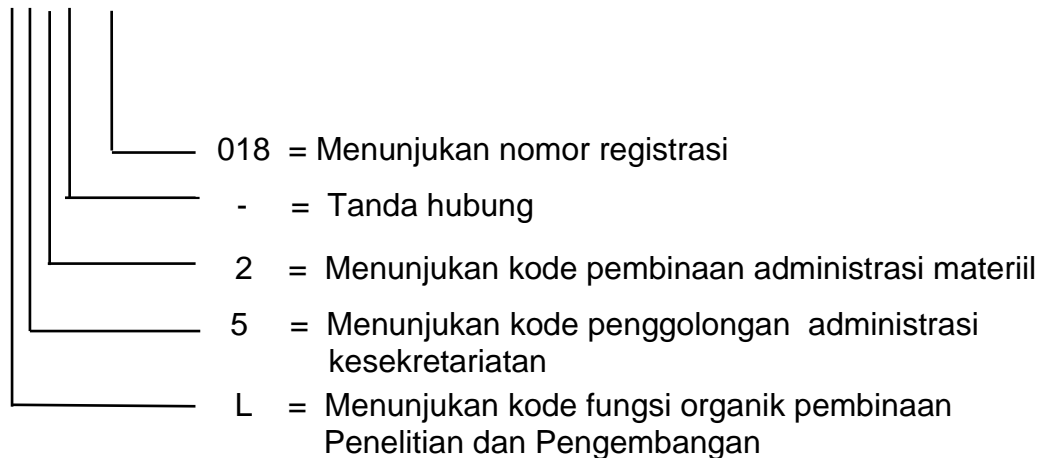 018 = Menunjukan nomor registrasi
- = Tanda hubung
2 = Menunjukan kode pembinaan administrasi materiil
5 = Menunjukan kode penggolongan administrasi
kesekretariatan
L = Menunjukan kode fungsi organik pembinaan
Penelitian dan Pengembangan